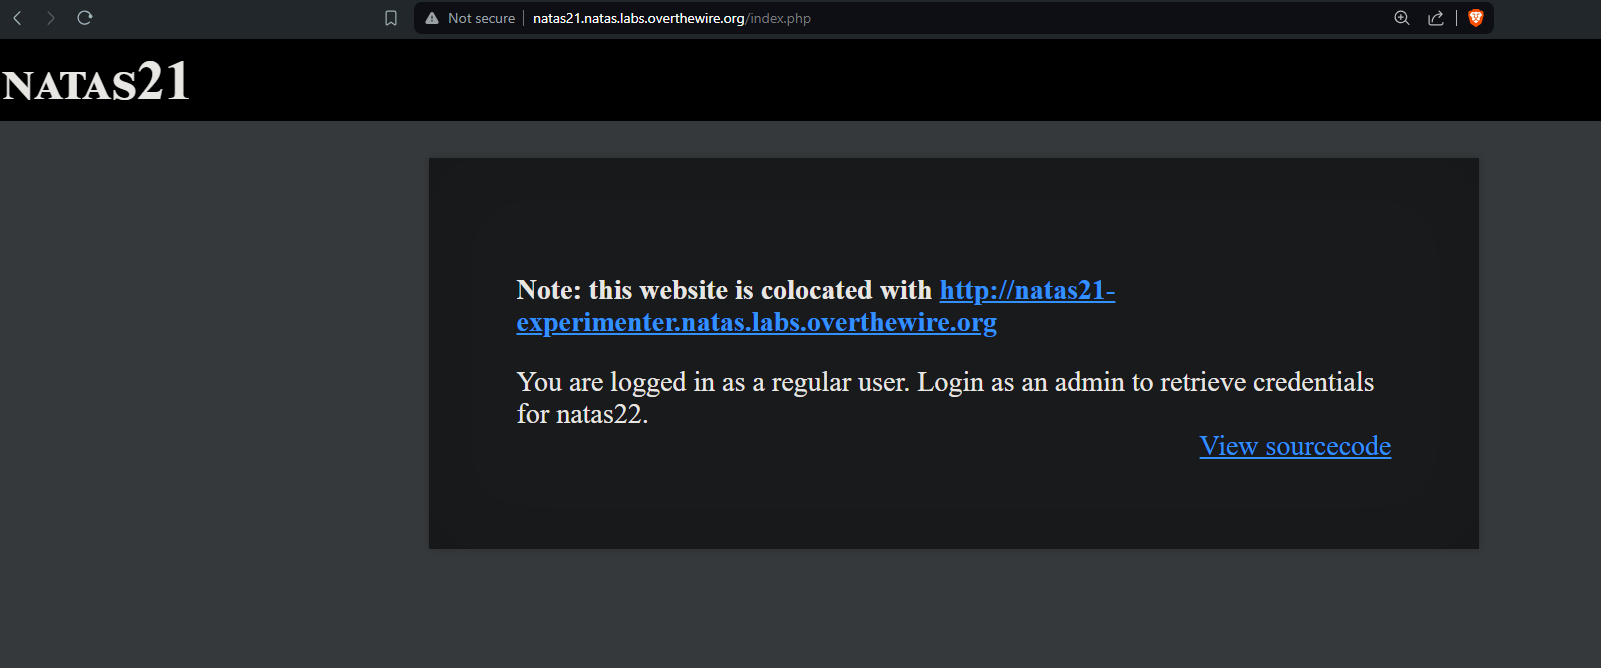 Not secure natas21.natas.labs.overthewire.org/index.php
NATAS21
Note: this website is colocated with http://natas21-
experimenter.natas.labs.overthewire.org
You are logged in as a regular user. Login as an admin to retrieve credentials
for natas22.
View sourcecode